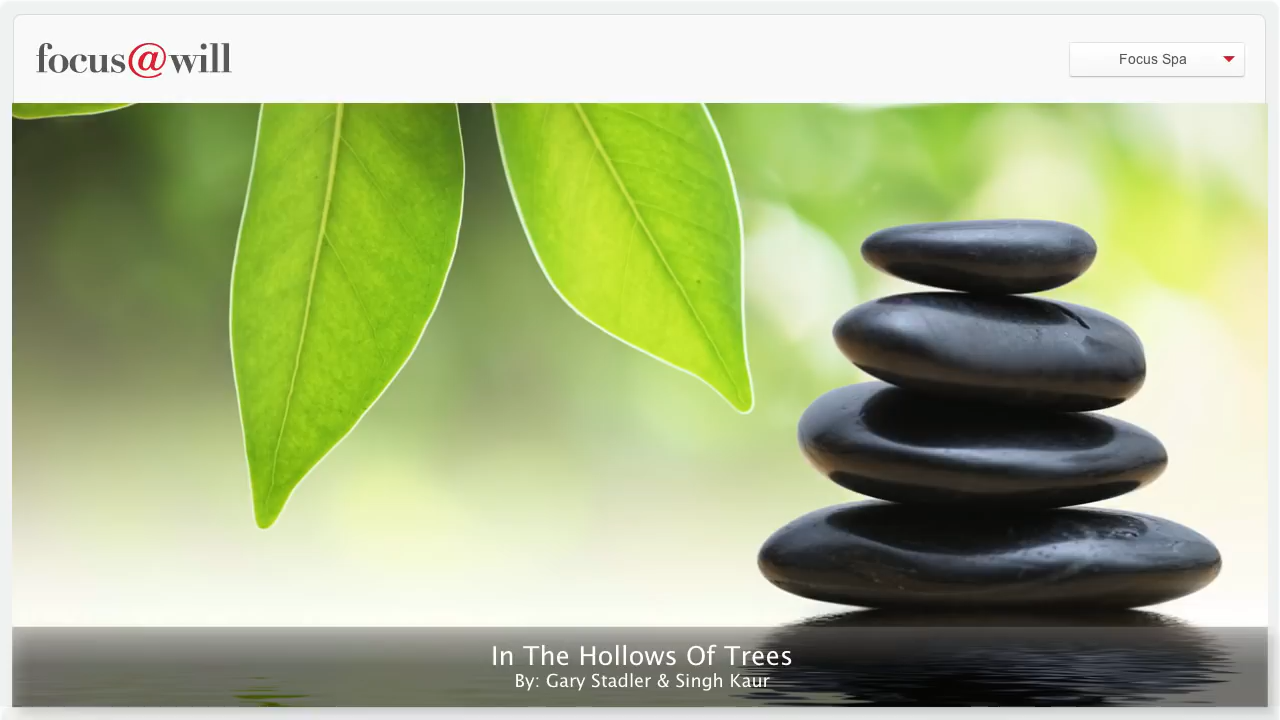 focus@will
Focus Spa
In The Hollows Of Trees
By: Gary Stadler & Singh Kaur